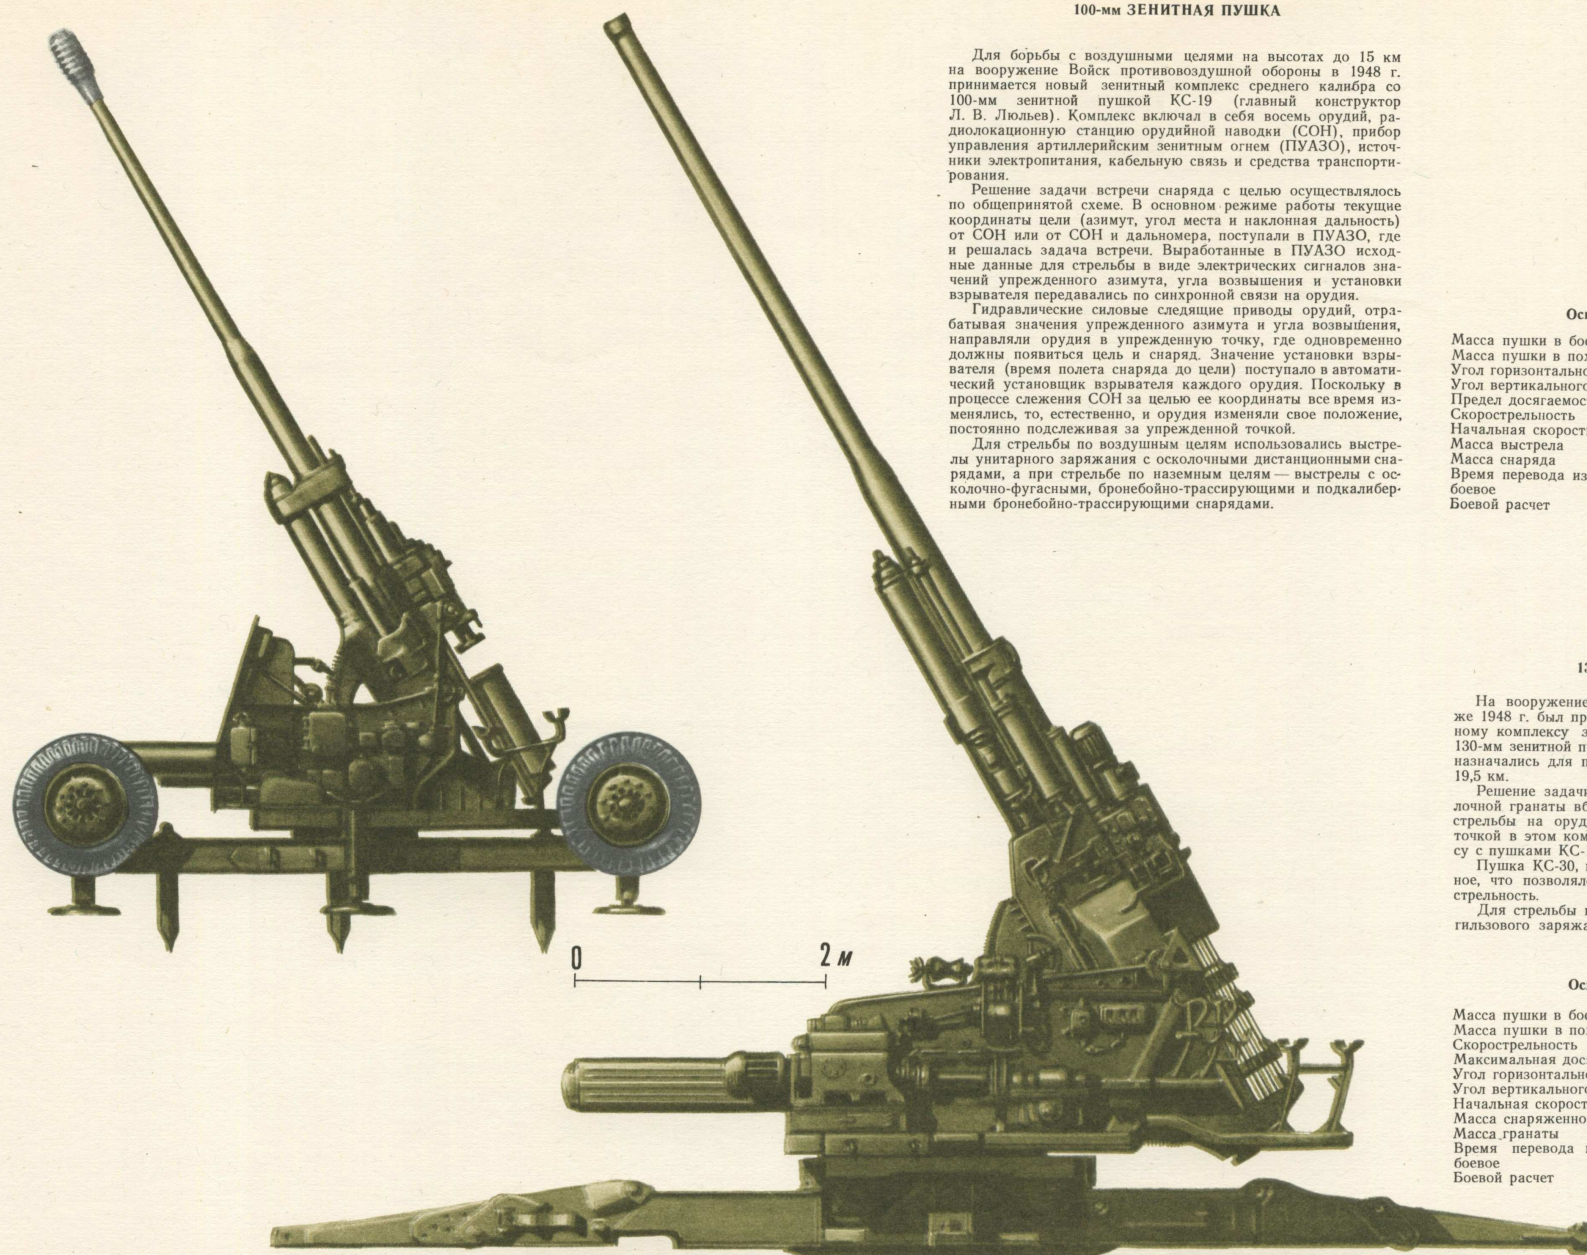 100-мм ЗЕНИТНАЯ ПУШКА
Для борьбы с воздушными целями на высотах до 15 км
на вооружение Войск противовоздушной обороны в 1948 г.
принимается новый зенитный комплекс среднего калибра со
100-мм зенитной пушкой КС-19 (главный конструктор
Л. В. Люльев). Комплекс включал в себя восемь орудий, ра-
диолокационную станцию орудийной наводки (СОН), прибор
управления артиллерийским зенитным огнем (ПУАЗО), источ-
ники электропитания, кабельную связь и средства транспорти-
рования.
Решение задачи встречи снаряда с целью осуществлялось
по общепринятой схеме. В основном режиме работы текущие
координаты цели (азимут, угол места и наклонная дальность)
от СОН или от СОН и дальномера, поступали в ПУАЗО, где
и решалась задача встречи. Выработанные в ПУАЗО исход-
ные данные для стрельбы в виде электрических сигналов зна-
чений упрежденного азимута, угла возвышения и установки
взрывателя передавались по синхронной связи на орудия.
Гидравлические силовые следящие приводы орудий, отра-
батывая значения упрежденного азимута и угла возвышения,
направляли орудия в упрежденную точку, где одновременно
должны появиться цель и снаряд. Значение установки взры-
вателя (время полета снаряда до цели) поступало в автомати-
ческий установщик взрывателя каждого орудия. Поскольку в
процессе слежения СОН за целью ее координаты все время из-
менялись, то, естественно, и орудия изменяли свое положение,
постоянно подслеживая за упрежденной точкой.
Для стрельбы по воздушным целям использовались выстре-
лы унитарного заряжания с осколочными дистанционными сна-
рядами, а при стрельбе по наземным целям — выстрелы с ос-
колочно-фугасными, бронебойно-трассирующими и подкалибер-
ными бронебойно-трассирующими снарядами.
Осн
Масса пушки в бое
Масса пушки в пох
Угол горизонтально
Угол вертикального
Предел досягаемос
Скорострельность
Начальная скорост
Масса выстрела
Масса снаряда
Время перевода из
боевое
Боевой расчет
13
На вооружение
же 1948 г. был пр
ному комплексу з
130-мм зенитной п
назначались для п
19,5 км.
Решение задачи
лочной гранаты вб
стрельбы на оруд
точкой в этом ком
су с пушками КС-
Пушка КС-30,
ное, что позволял
стрельность.
Для стрельбы
гильзового заряжа
Ос
Масса пушки в бое
Масса пушки в по
Скорострельность
Максимальная дос
Угол горизонтальн
Угол вертикального
Начальная скорост
Масса снаряженно
Масса гранаты
Время перевода
боевое
Боевой расчет
0 2 м